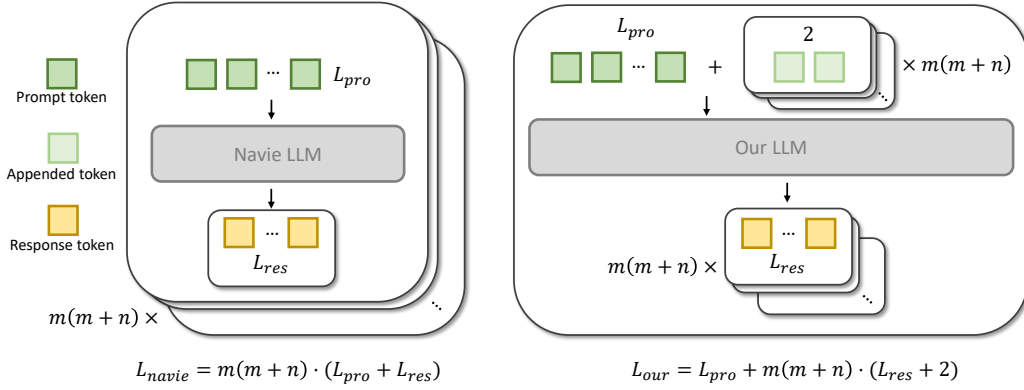 Prompt token
Appended token
Response token
... L_pro
Navie LLM
...
L_res
m(m + n) ×
...
L_navie = m(m + n) · (L_pro + L_res)
L_pro
... +
2
× m(m + n)
...
Our LLM
...
L_res
m(m + n) ×
...
L_our = L_pro + m(m + n) · (L_res + 2)